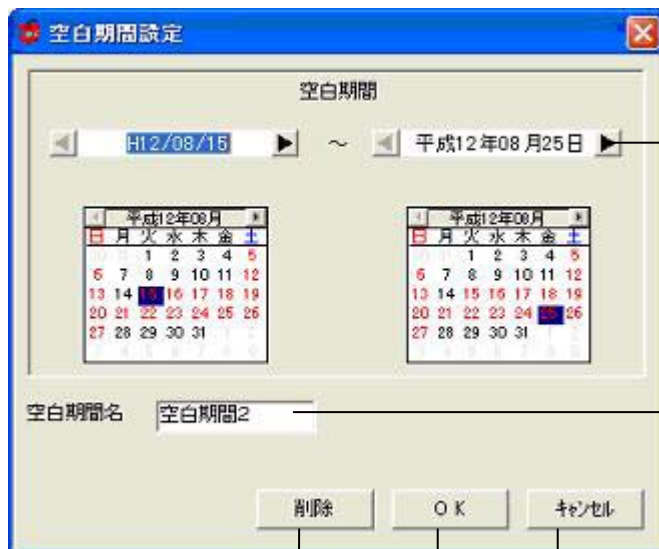 空白期間設定
空白期間
H12/08/15 ～ 平成12年08月25日
平成12年08月
日 月 火 水 木 金 土
1 2 3 4 5
6 7 8 9 10 11 12
13 14 15 16 17 18 19
20 21 22 23 24 25 26
27 28 29 30 31
平成12年08月
日 月 火 水 木 金 土
1 2 3 4 5
6 7 8 9 10 11 12
13 14 15 16 17 18 19
20 21 22 23 24 25 26
27 28 29 30 31
空白期間名 空白期間2
削除 OK キャンセル